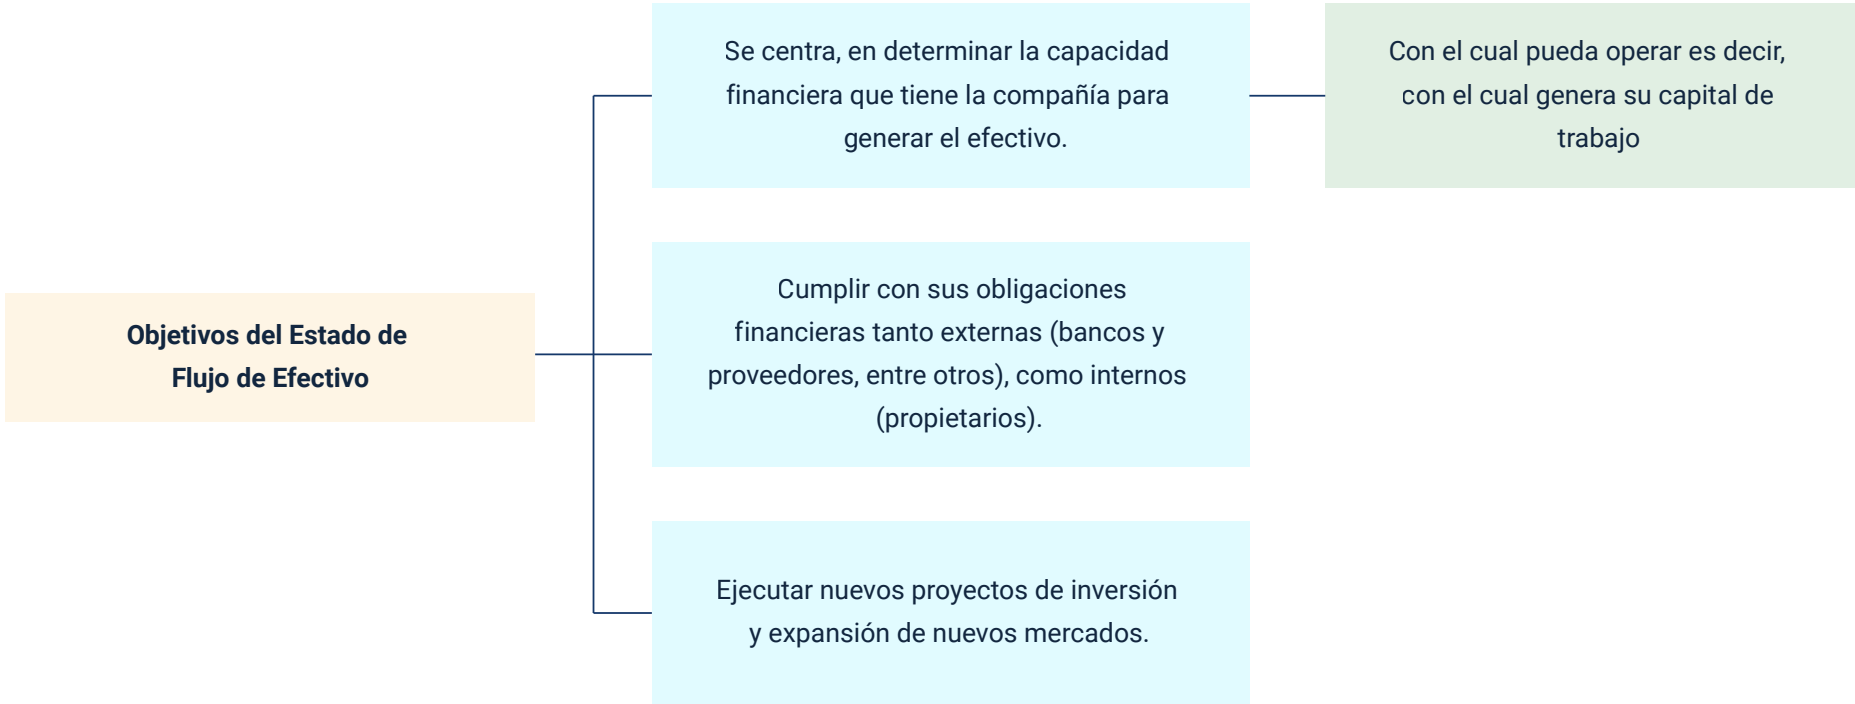 Objetivos del Estado de
Flujo de Efectivo
Se centra, en determinar la capacidad
financiera que tiene la compañía para
generar el efectivo.
Con el cual pueda operar es decir,
con el cual genera su capital de
trabajo
Cumplir con sus obligaciones
financieras tanto externas (bancos y
proveedores, entre otros), como internos
(propietarios).
Ejecutar nuevos proyectos de inversión
y expansión de nuevos mercados.